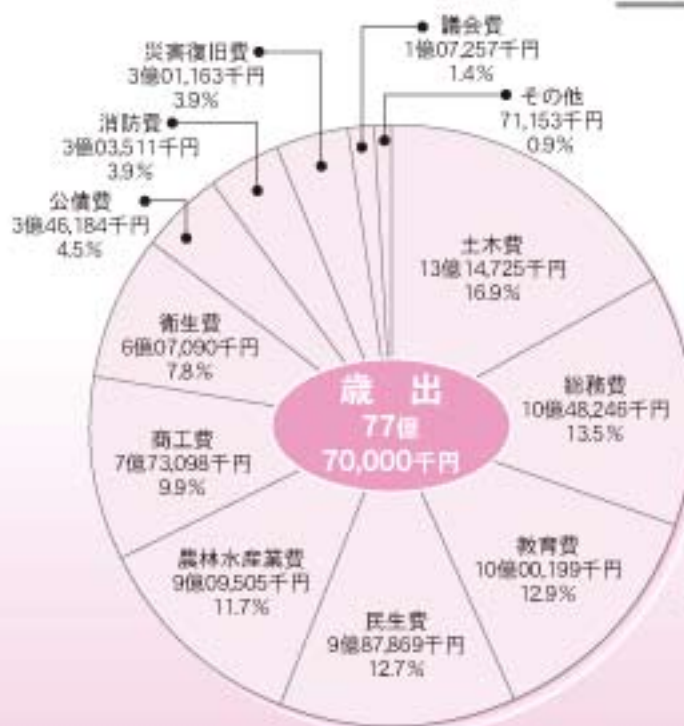 議会費
1億07,257千円
1.4%
その他
71,153千円
0.9%
災害復旧費
3億01,163千円
3.9%
消防費
3億03,511千円
3.9%
公債費
3億46,184千円
4.5%
衛生費
6億07,090千円
7.8%
商工費
7億73,098千円
9.9%
農林水産業費
9億09,505千円
11.7%
民生費
9億87,869千円
12.7%
教育費
10億00,199千円
12.9%
総務費
10億48,246千円
13.5%
土木費
13億14,725千円
16.9%
歳 出
77億
70,000千円